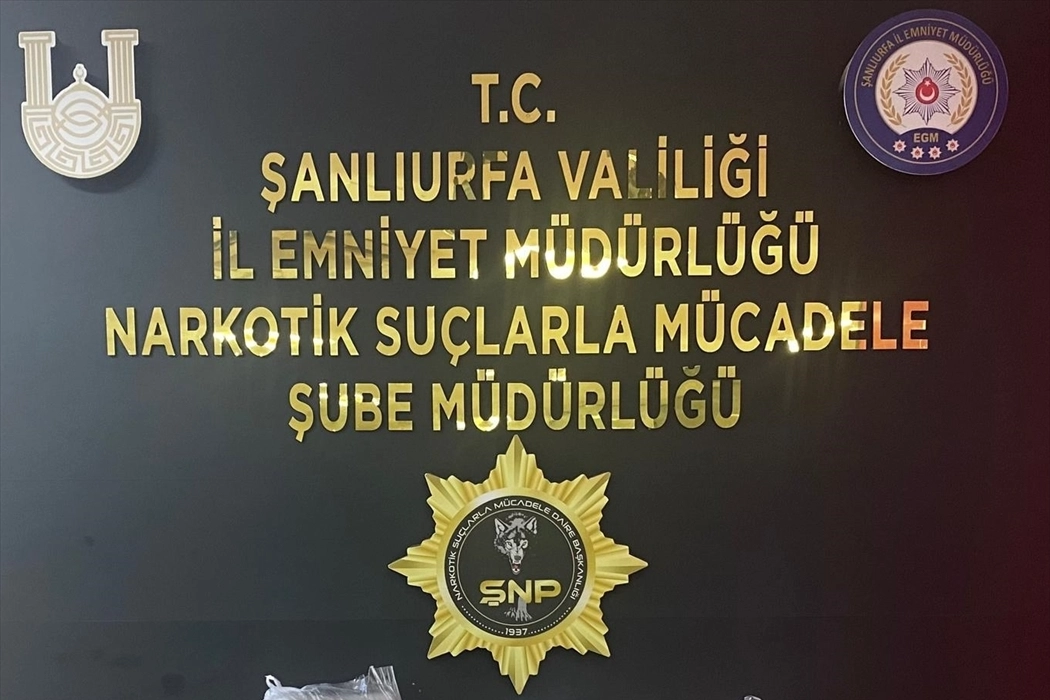 T.C.
ŞANLIURFA VALİLİĞİ
İL EMNİYET MÜDÜRLÜĞÜ
NARKOTİK SUÇLARLA MÜCADELE
ŞUBE MÜDÜRLÜĞÜ
ŞANLIURFA İL EMNİYET MÜDÜRLÜĞÜ
EGM
NARKOTİK SUÇLARLA MÜCADELE DAİRE BAŞKANLIĞI
ŞNP
1937